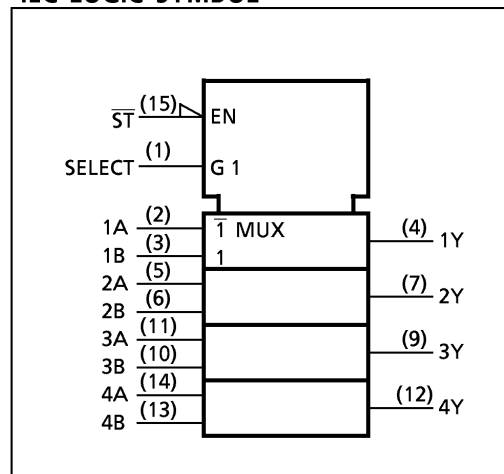 IEC LOGIC SYMBOL
S̅T̅ (15) EN
SELECT (1) G 1
1A (2) 1̅ MUX (4) 1Y
1B (3) 1
2A (5) (7) 2Y
2B (6)
3A (11) (9) 3Y
3B (10)
4A (14) (12) 4Y
4B (13)